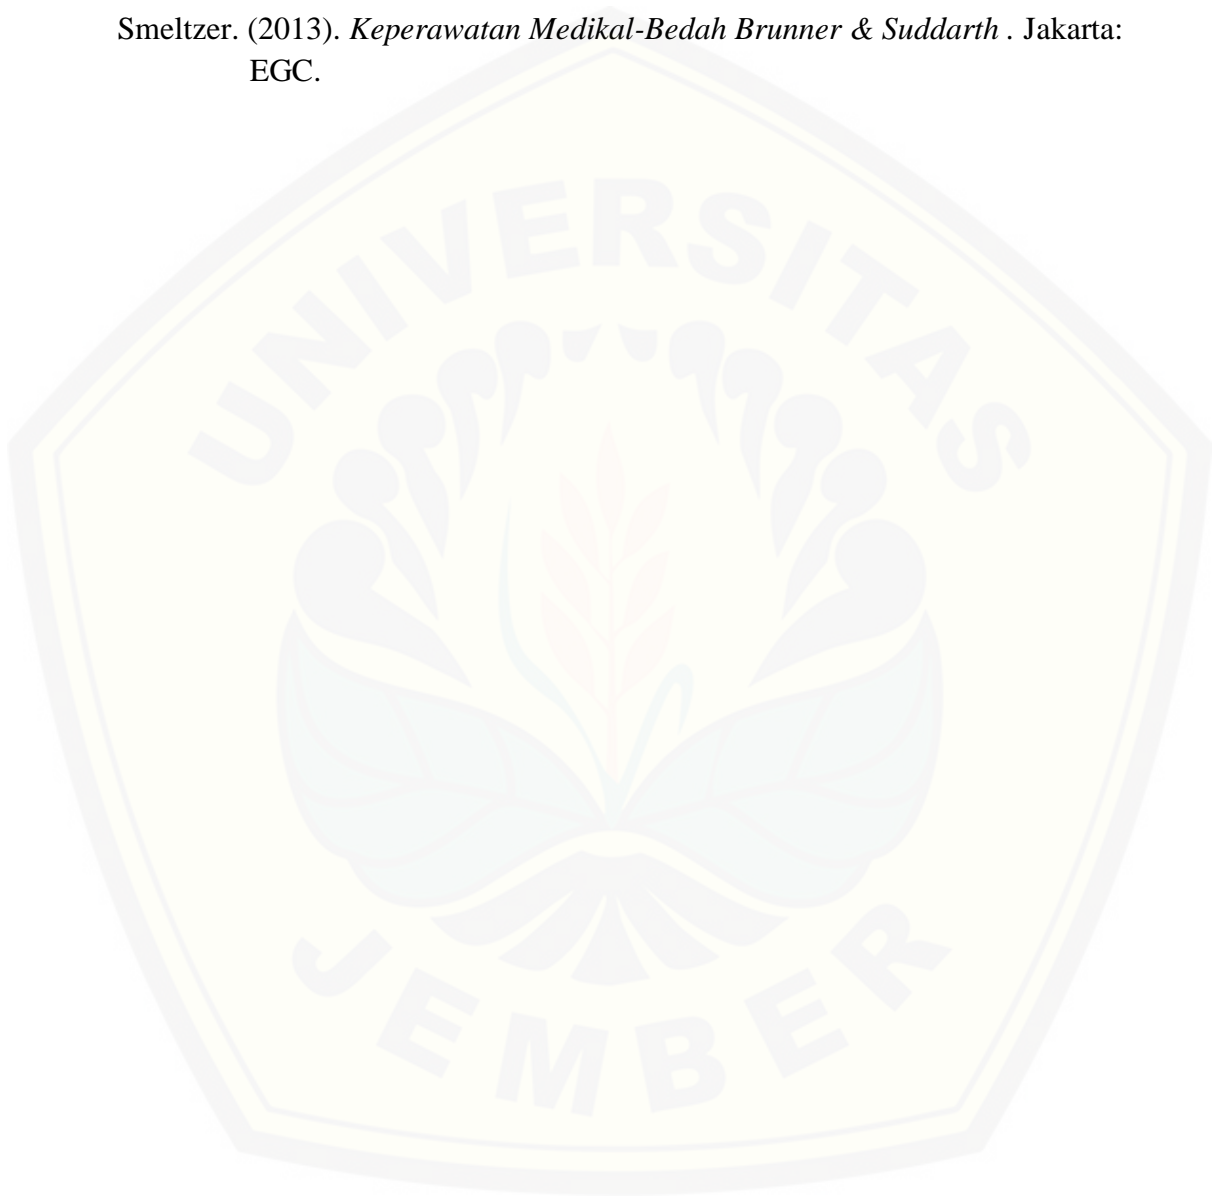 Smeltzer. (2013). Keperawatan Medikal-Bedah Brunner & Suddarth . Jakarta:
EGC.
UNIVERSITAS
JEMBER